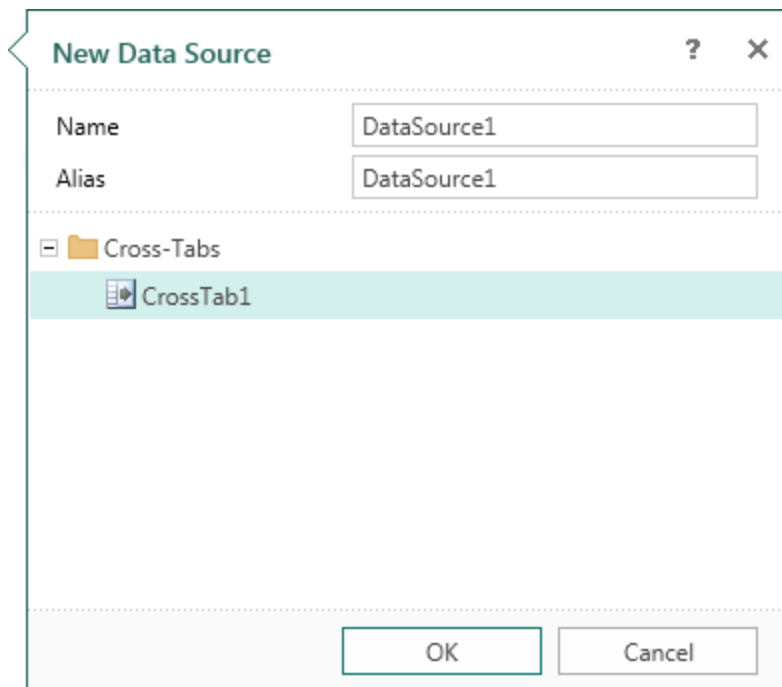 New Data Source ? ×
Name DataSource1
Alias DataSource1
Cross-Tabs
CrossTab1
OK Cancel